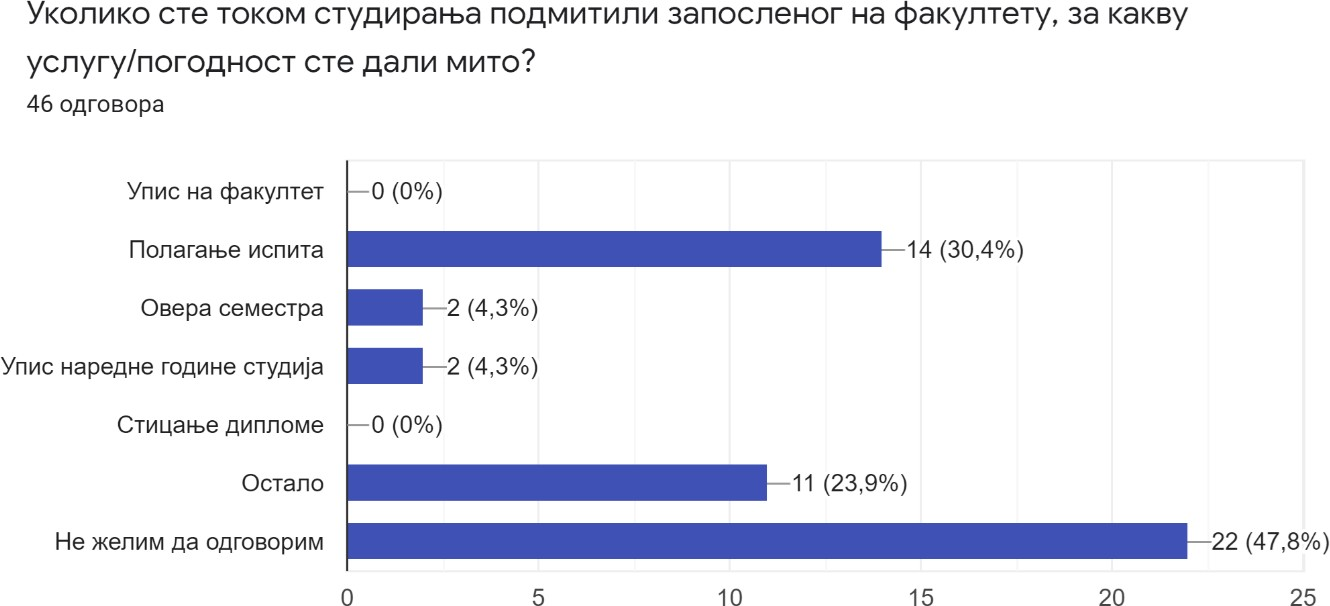 Уколико сте током студирања подмитили запосленог на факултету, за какву
услугу/погодност сте дали мито?
46 одговора
Упис на факултет
0 (0%)
Полагање испита
14 (30,4%)
Овера семестра
2 (4,3%)
Упис наредне године студија
2 (4,3%)
Стицање дипломе
0 (0%)
Остало
11 (23,9%)
Не желим да одговорим
22 (47,8%)
0 5 10 15 20 25